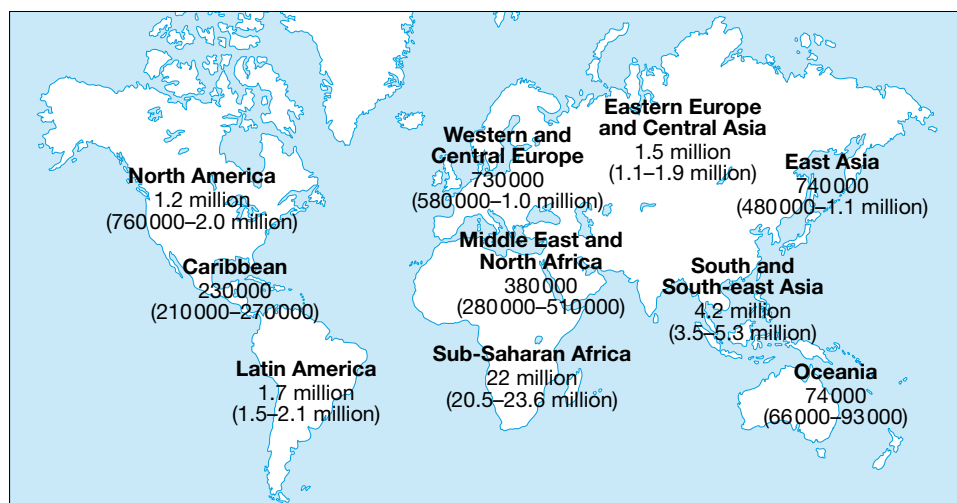 Eastern Europe
and Central Asia
1.5 million
(1.1–1.9 million)
Western and
Central Europe
730 000
(580 000–1.0 million)
East Asia
740 000
(480 000–1.1 million)
North America
1.2 million
(760 000–2.0 million)
Middle East and
North Africa
380 000
(280 000–510 000)
Caribbean
230 000
(210 000–270 000)
South and
South-east Asia
4.2 million
(3.5–5.3 million)
Sub-Saharan Africa
22 million
(20.5–23.6 million)
Latin America
1.7 million
(1.5–2.1 million)
Oceania
74 000
(66 000–93 000)